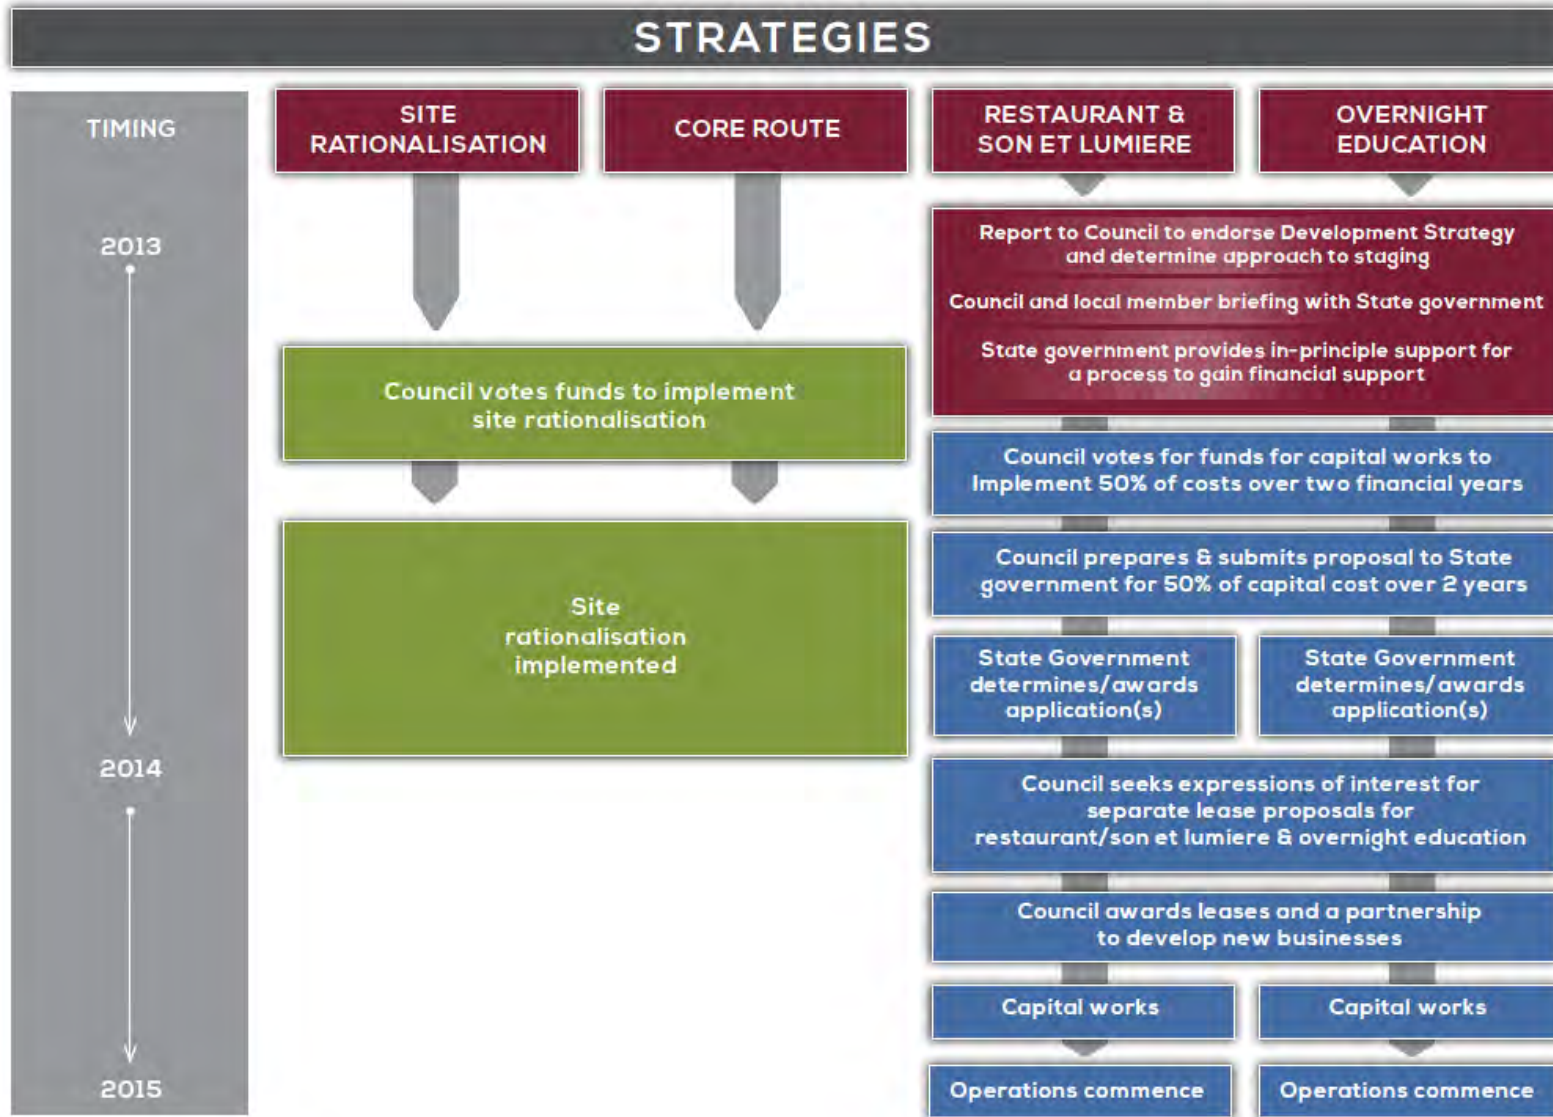 STRATEGIES
TIMING
SITE
RATIONALISATION
CORE ROUTE
RESTAURANT &
SON ET LUMIERE
OVERNIGHT
EDUCATION
2013
Report to Council to endorse Development Strategy
and determine approach to staging
Council and local member briefing with State government
State government provides in-principle support for
a process to gain financial support
Council votes funds to implement
site rationalisation
Council votes for funds for capital works to
Implement 50% of costs over two financial years
Council prepares & submits proposal to State
government for 50% of capital cost over 2 years
Site
rationalisation
implemented
State Government
determines/awards
application(s)
State Government
determines/awards
application(s)
2014
Council seeks expressions of interest for
separate lease proposals for
restaurant/son et lumiere & overnight education
Council awards leases and a partnership
to develop new businesses
Capital works
Capital works
2015
Operations commence
Operations commence